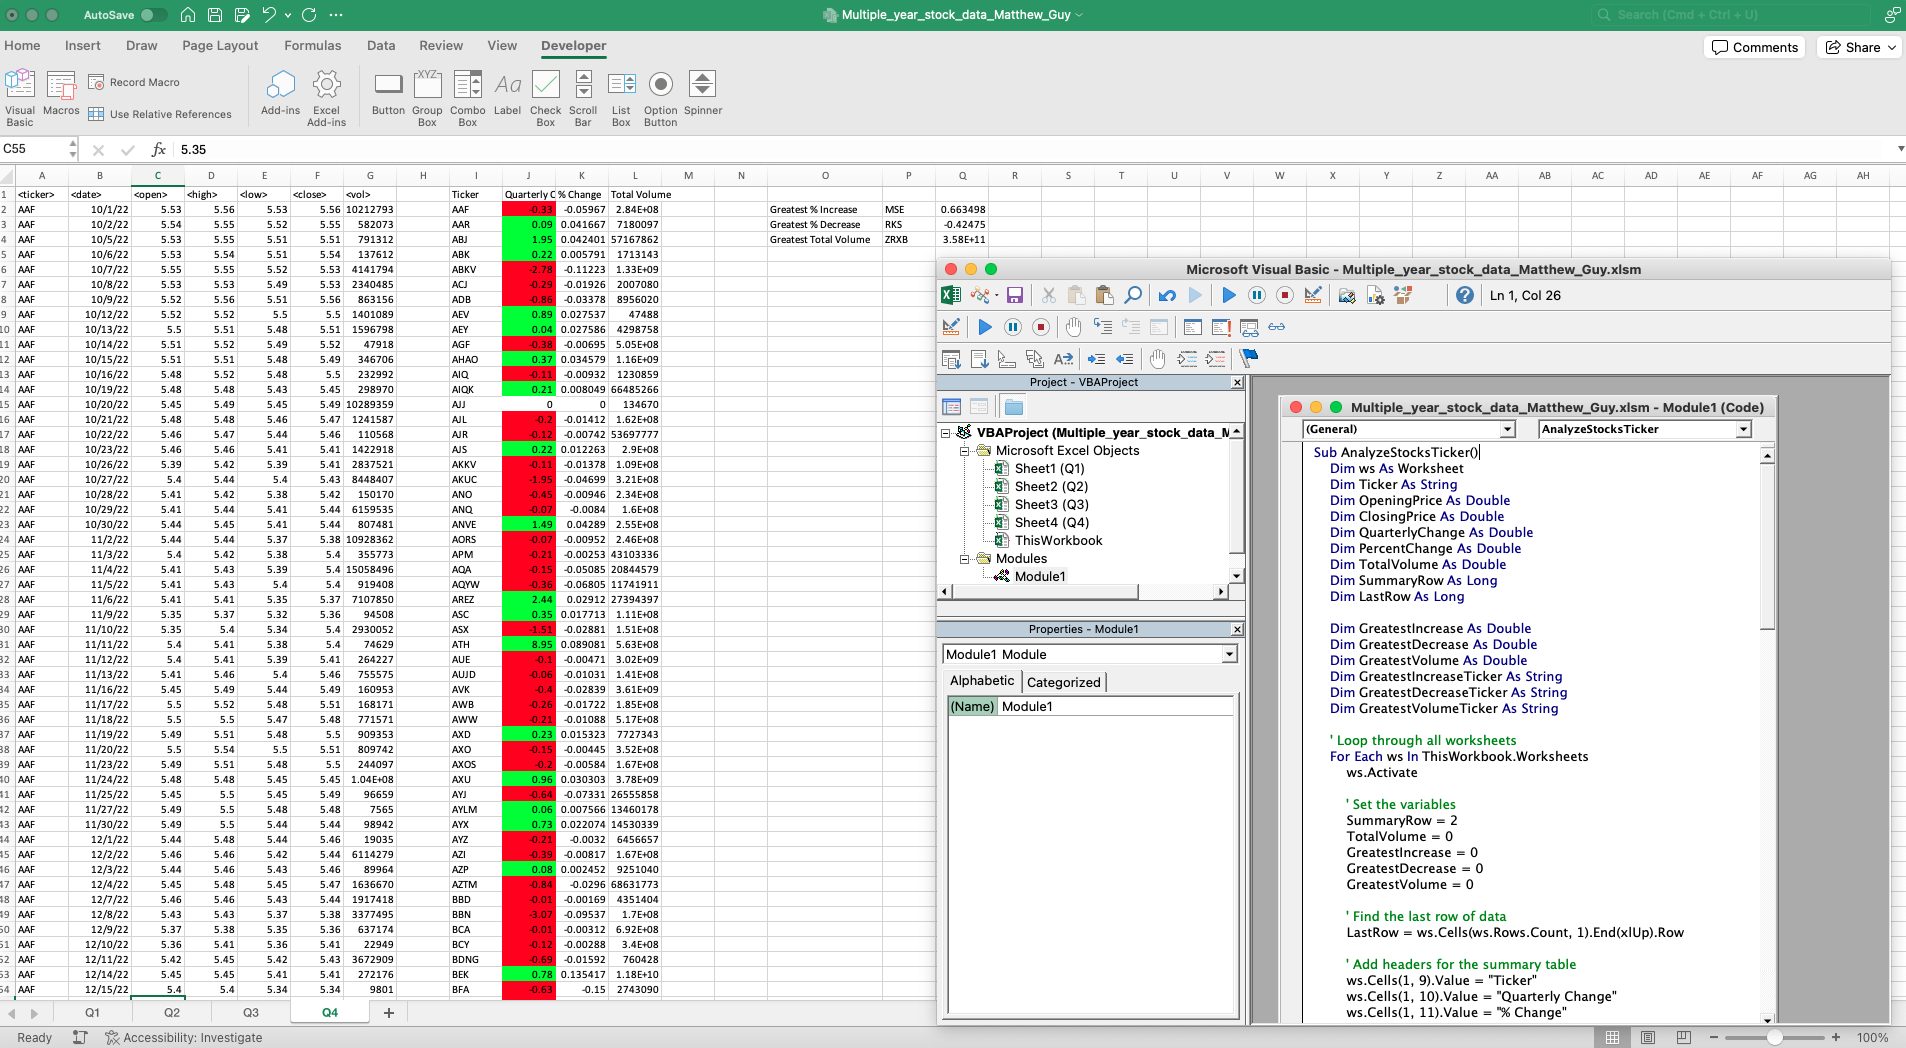 AutoSave
Multiple_year_stock_data_Matthew_Guy
Search (Cmd + Ctrl + U)
Home Insert Draw Page Layout Formulas Data Review View Developer Comments Share
Visual Basic Macros Record Macro Use Relative References Add-ins Excel Add-ins Button Group Box Combo Box Label Check Box Scroll Bar List Box Option Button Spinner
C55 fx 5.35
A B C D E F G H I J K L M N O P Q R S T U V W X Y Z AA AB AC AD AE AF AG AH
1 <ticker> <date> <open> <high> <low> <close> <vol> Ticker Quarterly C % Change Total Volume
2 AAF 10/1/22 5.53 5.56 5.53 5.56 10212793 AAF -0.33 -0.05967 2.84E+08 Greatest % Increase MSE 0.663498
3 AAF 10/2/22 5.54 5.55 5.52 5.55 582073 AAR 0.09 0.041667 7180097 Greatest % Decrease RKS -0.42475
4 AAF 10/5/22 5.53 5.55 5.51 5.51 791312 ABJ 1.95 0.042401 57167862 Greatest Total Volume ZRXB 3.58E+11
5 AAF 10/6/22 5.53 5.54 5.51 5.54 137612 ABK 0.22 0.005791 1713143
6 AAF 10/7/22 5.55 5.55 5.52 5.53 4141794 ABKV -2.78 -0.11223 1.33E+09
7 AAF 10/8/22 5.53 5.53 5.49 5.53 2340485 ACJ -0.29 -0.01926 2007080
8 AAF 10/9/22 5.52 5.56 5.51 5.56 863156 ADB -0.86 -0.03378 8956020
9 AAF 10/12/22 5.52 5.52 5.5 5.5 1401089 AEV 0.89 0.027537 47488
10 AAF 10/13/22 5.5 5.51 5.48 5.51 1596798 AEY 0.04 0.027586 4298758
11 AAF 10/14/22 5.51 5.52 5.49 5.52 47918 AGF -0.38 -0.00695 5.05E+08
12 AAF 10/15/22 5.51 5.51 5.48 5.49 346706 AHAO 0.37 0.034579 1.16E+09
13 AAF 10/16/22 5.48 5.52 5.48 5.5 232992 AIQ -0.11 -0.00932 1230859
14 AAF 10/19/22 5.48 5.48 5.43 5.45 298970 AIQK 0.21 0.008049 66485266
15 AAF 10/20/22 5.45 5.49 5.45 5.49 10289359 AJJ 0 0 134670
16 AAF 10/21/22 5.48 5.48 5.46 5.47 1241587 AJL -0.2 -0.01412 1.62E+08
17 AAF 10/22/22 5.46 5.47 5.44 5.46 110568 AJR -0.12 -0.00742 53697777
18 AAF 10/23/22 5.46 5.46 5.41 5.41 1422918 AJS 0.22 0.012263 2.9E+08
19 AAF 10/26/22 5.39 5.42 5.39 5.41 2837521 AKKV -0.11 -0.01378 1.09E+08
20 AAF 10/27/22 5.4 5.44 5.4 5.43 8448407 AKUC -1.95 -0.04699 3.21E+08
21 AAF 10/28/22 5.41 5.42 5.38 5.42 150170 ANO -0.45 -0.00946 2.34E+08
22 AAF 10/29/22 5.41 5.44 5.41 5.44 6159535 ANQ -0.07 -0.0084 1.6E+08
23 AAF 10/30/22 5.44 5.45 5.41 5.44 807481 ANVE 1.49 0.04289 2.55E+08
24 AAF 11/2/22 5.44 5.44 5.37 5.38 10928362 AORS -0.07 -0.00952 2.46E+08
25 AAF 11/3/22 5.4 5.42 5.38 5.4 355773 APM -0.21 -0.00253 43103336
26 AAF 11/4/22 5.41 5.43 5.39 5.4 15058496 AQA -0.15 -0.05085 20844579
27 AAF 11/5/22 5.41 5.43 5.4 5.4 919408 AQYW -0.36 -0.06805 11741911
28 AAF 11/6/22 5.41 5.41 5.35 5.37 7107850 AREZ 2.44 0.02912 27394397
29 AAF 11/9/22 5.35 5.37 5.32 5.36 94508 ASC 0.35 0.017713 1.11E+08
30 AAF 11/10/22 5.35 5.4 5.34 5.4 2930052 ASX -1.51 -0.02881 1.51E+08
31 AAF 11/11/22 5.4 5.41 5.38 5.4 74629 ATH 8.95 0.089081 5.63E+08
32 AAF 11/12/22 5.4 5.41 5.39 5.41 264227 AUE -0.1 -0.00471 3.02E+09
33 AAF 11/13/22 5.41 5.46 5.4 5.46 755575 AUJD -0.06 -0.01031 1.41E+08
34 AAF 11/16/22 5.45 5.49 5.44 5.49 160953 AVK -0.4 -0.02839 3.61E+09
35 AAF 11/17/22 5.5 5.52 5.48 5.51 168171 AWB -0.26 -0.01722 1.85E+08
36 AAF 11/18/22 5.5 5.5 5.47 5.48 771571 AWW -0.21 -0.01088 5.17E+08
37 AAF 11/19/22 5.49 5.51 5.48 5.5 909353 AXD 0.23 0.015323 7727343
38 AAF 11/20/22 5.5 5.54 5.5 5.51 809742 AXO -0.15 -0.00445 3.52E+08
39 AAF 11/23/22 5.49 5.51 5.48 5.5 244097 AXOS -0.2 -0.00584 1.67E+08
40 AAF 11/24/22 5.48 5.48 5.45 5.45 1.04E+08 AXU 0.96 0.030303 3.78E+09
41 AAF 11/25/22 5.45 5.5 5.45 5.49 96659 AYJ -0.64 -0.07331 26555858
42 AAF 11/27/22 5.49 5.5 5.48 5.48 7565 AYLM 0.06 0.007566 13460178
43 AAF 11/30/22 5.49 5.5 5.44 5.44 98942 AYX 0.73 0.022074 14530339
44 AAF 12/1/22 5.44 5.48 5.44 5.46 19035 AYZ -0.21 -0.0032 6456657
45 AAF 12/2/22 5.46 5.46 5.42 5.44 6114279 AZI -0.39 -0.00817 1.67E+08
46 AAF 12/3/22 5.44 5.46 5.43 5.46 89964 AZP 0.08 0.002452 9251040
47 AAF 12/4/22 5.45 5.48 5.45 5.47 1636670 AZTM -0.84 -0.0296 68631773
48 AAF 12/7/22 5.46 5.46 5.43 5.44 1917418 BBD -0.01 -0.00169 4351404
49 AAF 12/8/22 5.43 5.43 5.37 5.38 3377495 BBN -3.07 -0.09537 1.7E+08
50 AAF 12/9/22 5.37 5.38 5.35 5.36 637174 BCA -0.01 -0.00312 6.92E+08
51 AAF 12/10/22 5.36 5.41 5.36 5.41 22949 BCY -0.12 -0.00288 3.4E+08
52 AAF 12/11/22 5.42 5.45 5.42 5.43 3672909 BDNG -0.69 -0.01592 760428
53 AAF 12/14/22 5.45 5.45 5.41 5.41 272176 BEK 0.78 0.135417 1.18E+10
54 AAF 12/15/22 5.4 5.4 5.34 5.34 9801 BFA -0.63 -0.15 2743090
Q1 Q2 Q3 Q4 +
Ready Accessibility: Investigate 100%
Microsoft Visual Basic - Multiple_year_stock_data_Matthew_Guy.xlsm
Ln 1, Col 26
Project - VBAProject
VBAProject (Multiple_year_stock_data_M
Microsoft Excel Objects
Sheet1 (Q1)
Sheet2 (Q2)
Sheet3 (Q3)
Sheet4 (Q4)
ThisWorkbook
Modules
Module1
Properties - Module1
Module1 Module
Alphabetic Categorized
(Name) Module1
Multiple_year_stock_data_Matthew_Guy.xlsm - Module1 (Code)
(General) AnalyzeStocksTicker
Sub AnalyzeStocksTicker()
Dim ws As Worksheet
Dim Ticker As String
Dim OpeningPrice As Double
Dim ClosingPrice As Double
Dim QuarterlyChange As Double
Dim PercentChange As Double
Dim TotalVolume As Double
Dim SummaryRow As Long
Dim LastRow As Long
Dim GreatestIncrease As Double
Dim GreatestDecrease As Double
Dim GreatestVolume As Double
Dim GreatestIncreaseTicker As String
Dim GreatestDecreaseTicker As String
Dim GreatestVolumeTicker As String
' Loop through all worksheets
For Each ws In ThisWorkbook.Worksheets
ws.Activate
' Set the variables
SummaryRow = 2
TotalVolume = 0
GreatestIncrease = 0
GreatestDecrease = 0
GreatestVolume = 0
' Find the last row of data
LastRow = ws.Cells(ws.Rows.Count, 1).End(xlUp).Row
' Add headers for the summary table
ws.Cells(1, 9).Value = "Ticker"
ws.Cells(1, 10).Value = "Quarterly Change"
ws.Cells(1, 11).Value = "% Change"